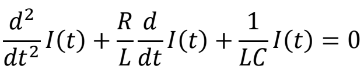 d²/dt² I(t) + R/L d/dt I(t) + 1/LC I(t) = 0